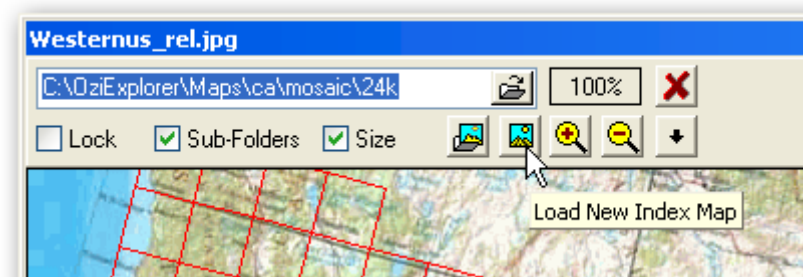 Westernus_rel.jpg
C:\OziExplorer\Maps\ca\mosaic\24k
100%
Lock
Sub-Folders
Size
Load New Index Map